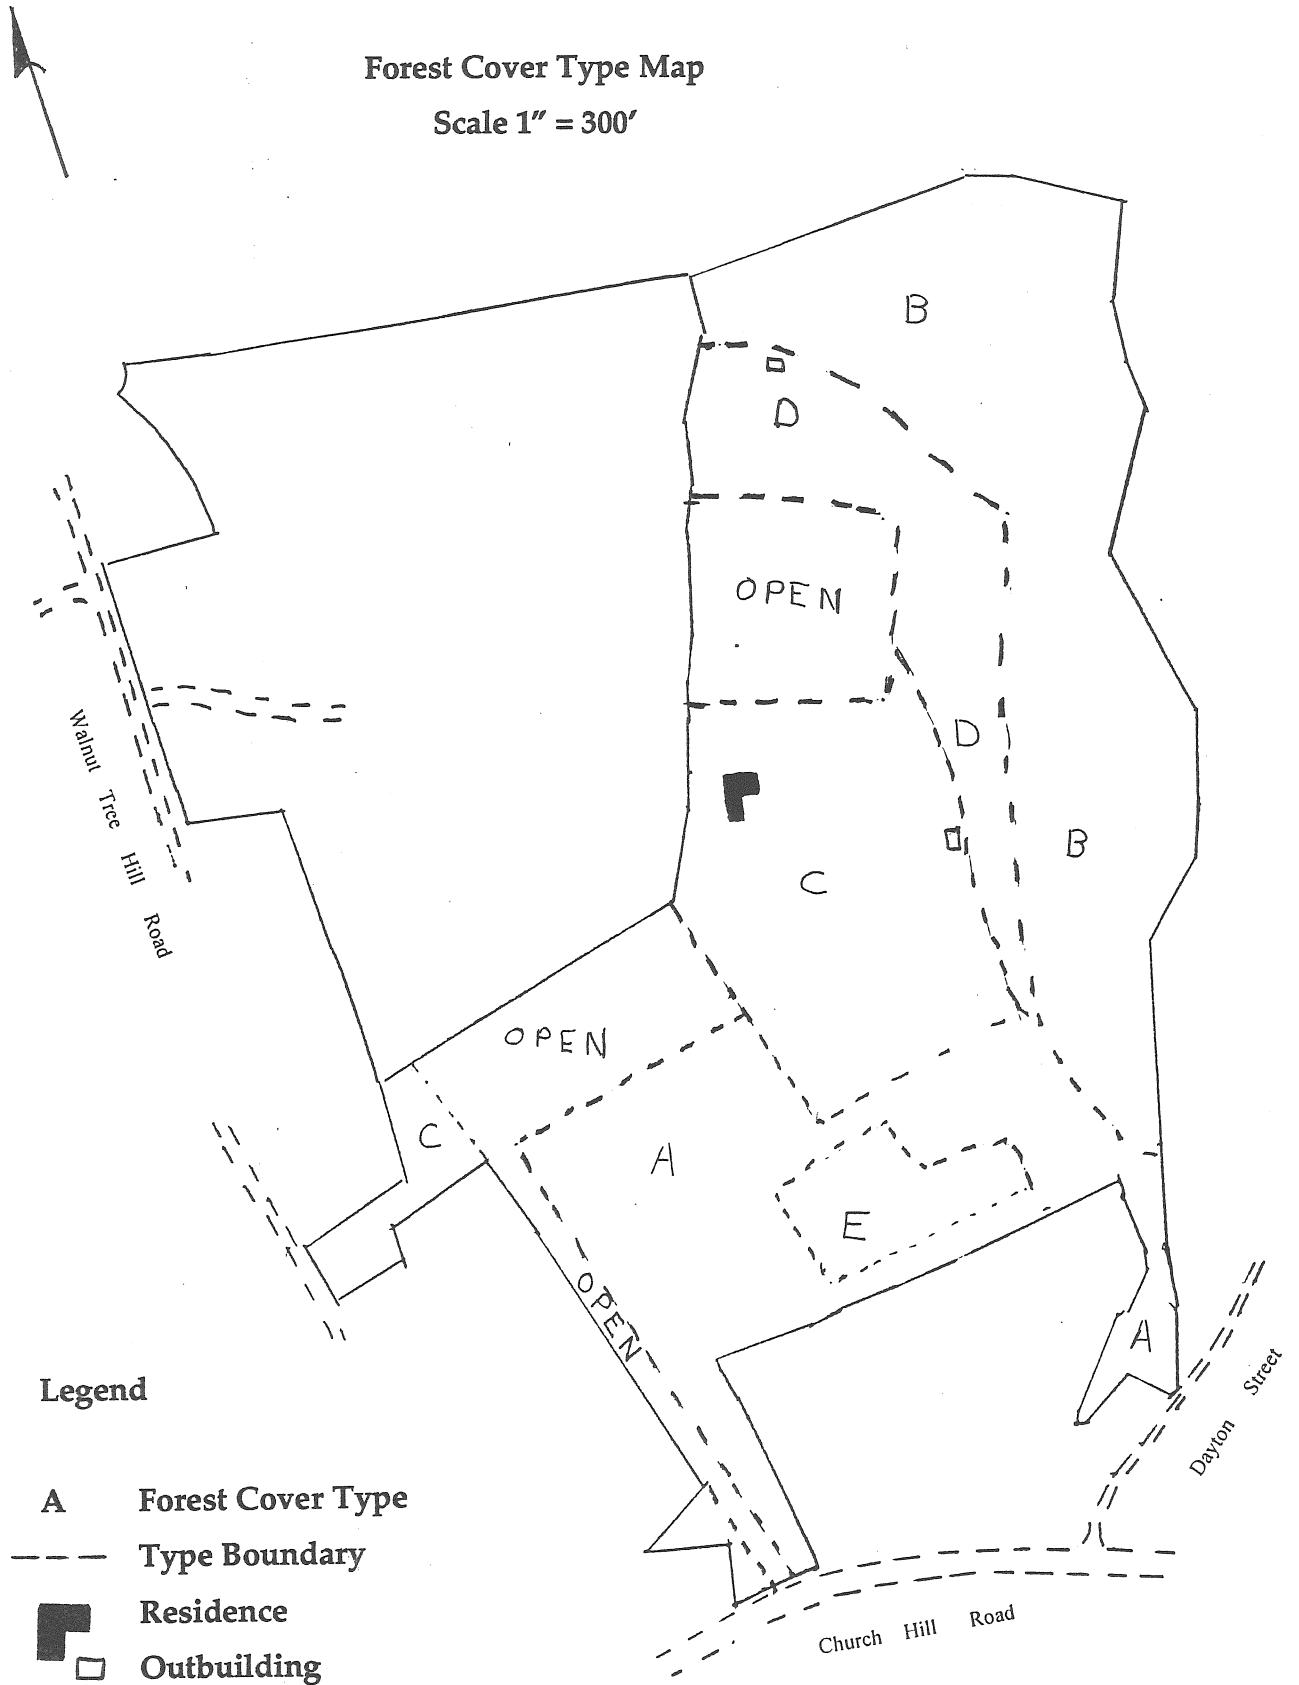 Forest Cover Type Map
Scale 1" = 300'
B
D
OPEN
D
B
C
Walnut Tree Hill Road
OPEN
C
A
E
OPEN
A
Dayton Street
Church Hill Road
Legend
A Forest Cover Type
Type Boundary
Residence
Outbuilding